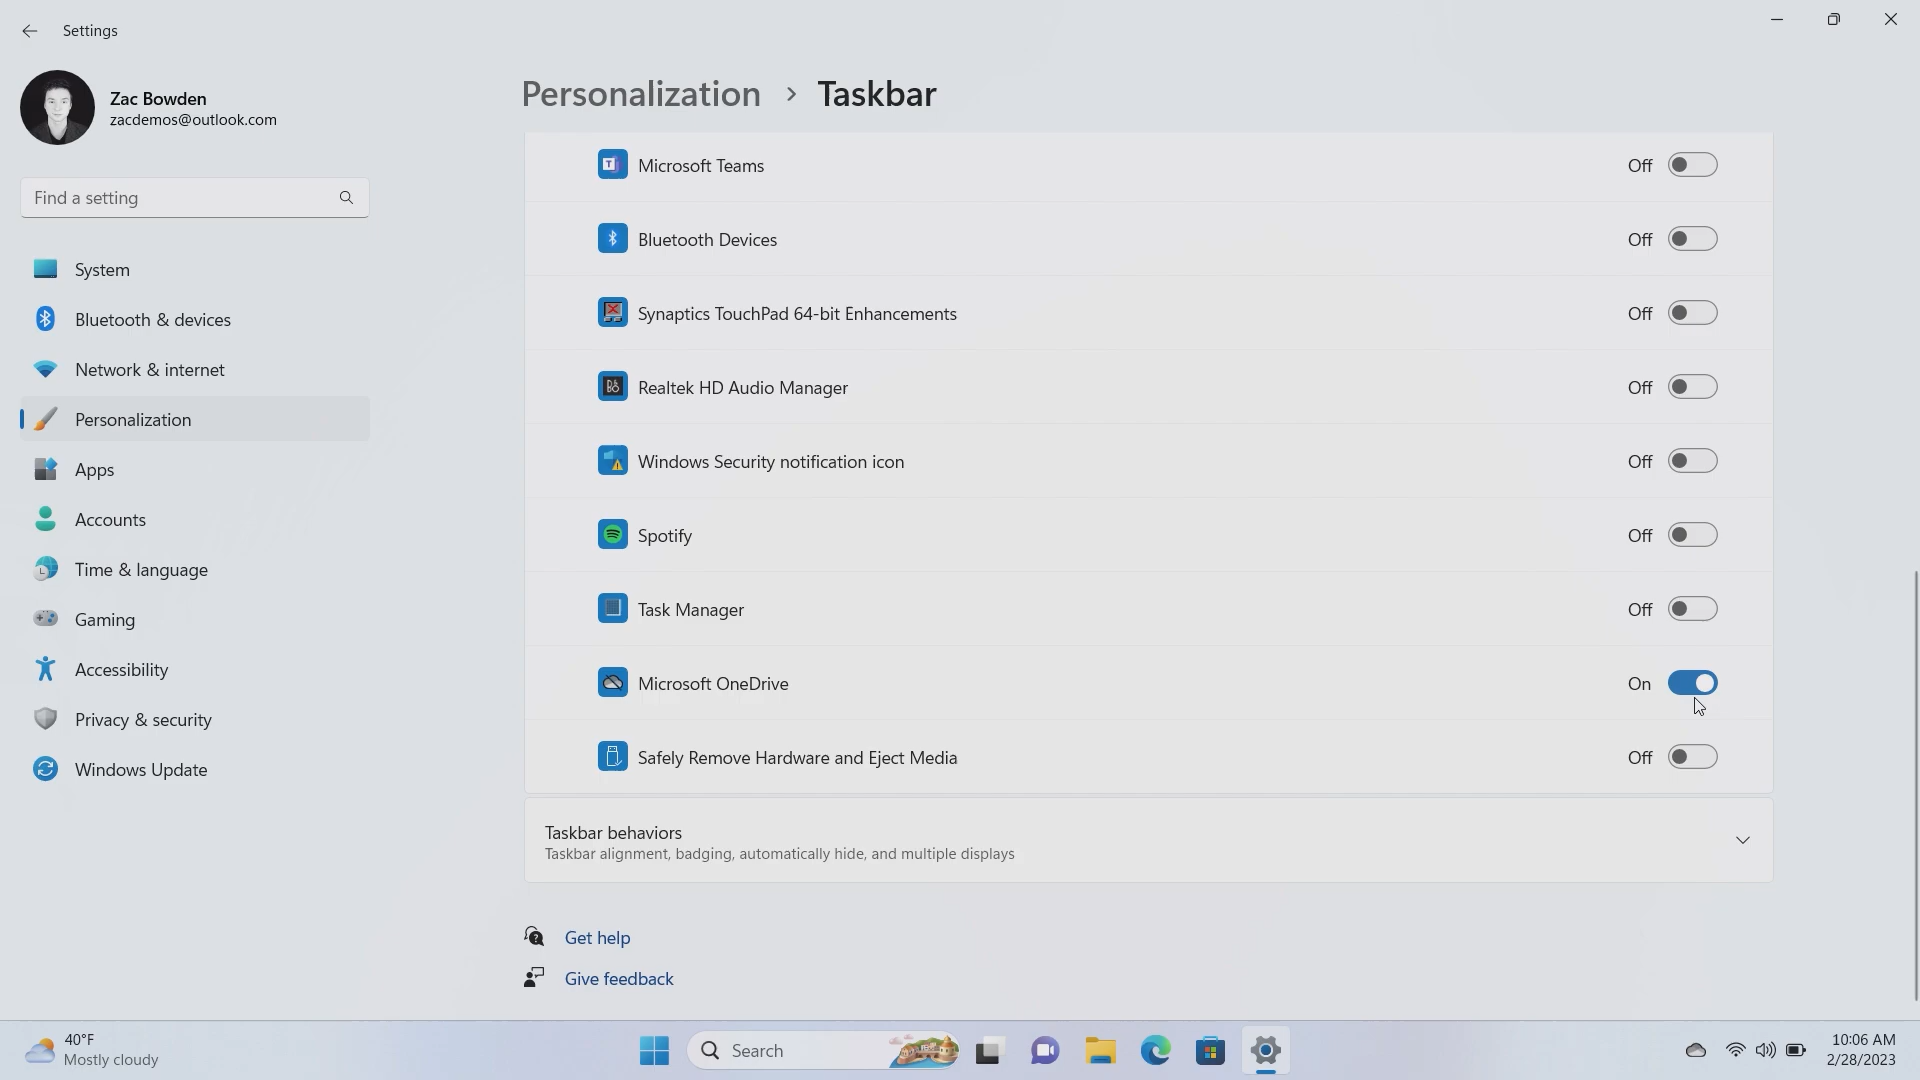 Settings
Zac Bowden
zacdemos@outlook.com
Find a setting
System
Bluetooth & devices
Network & internet
Personalization
Apps
Accounts
Time & language
Gaming
Accessibility
Privacy & security
Windows Update
Personalization > Taskbar
Microsoft Teams Off
Bluetooth Devices Off
Synaptics TouchPad 64-bit Enhancements Off
Realtek HD Audio Manager Off
Windows Security notification icon Off
Spotify Off
Task Manager Off
Microsoft OneDrive On
Safely Remove Hardware and Eject Media Off
Taskbar behaviors
Taskbar alignment, badging, automatically hide, and multiple displays
Get help
Give feedback
40°F
Mostly cloudy
Search
10:06 AM
2/28/2023